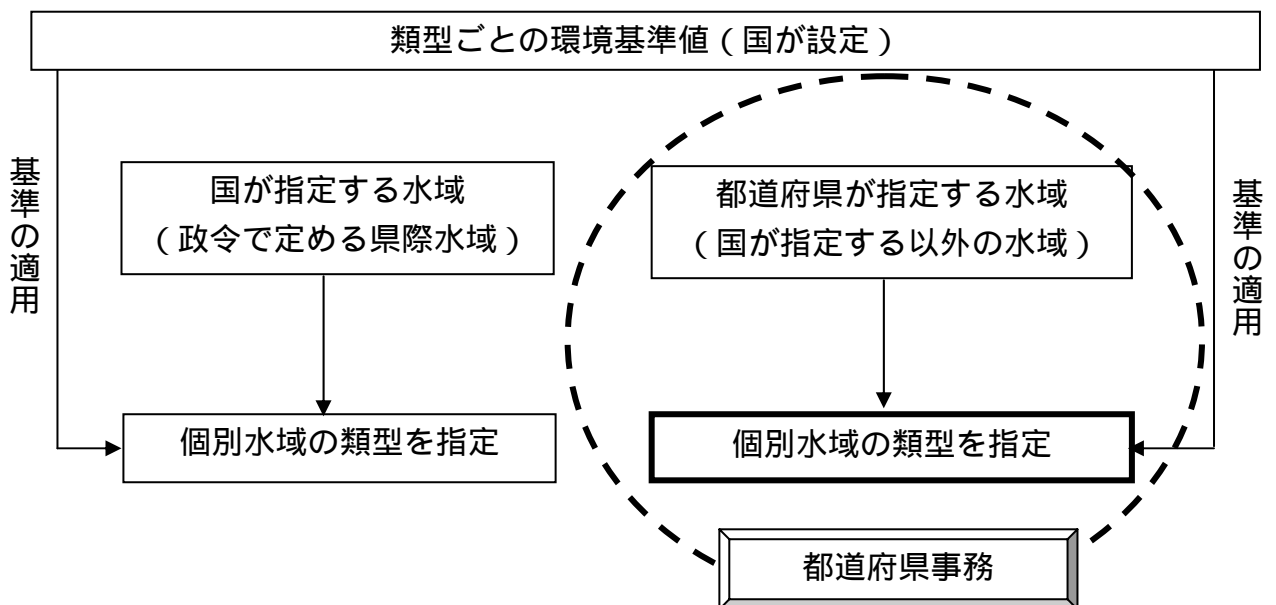 類型ごとの環境基準値（国が設定）
基準の適用
国が指定する水域
（政令で定める県際水域）
都道府県が指定する水域
（国が指定する以外の水域）
基準の適用
個別水域の類型を指定
個別水域の類型を指定
都道府県事務